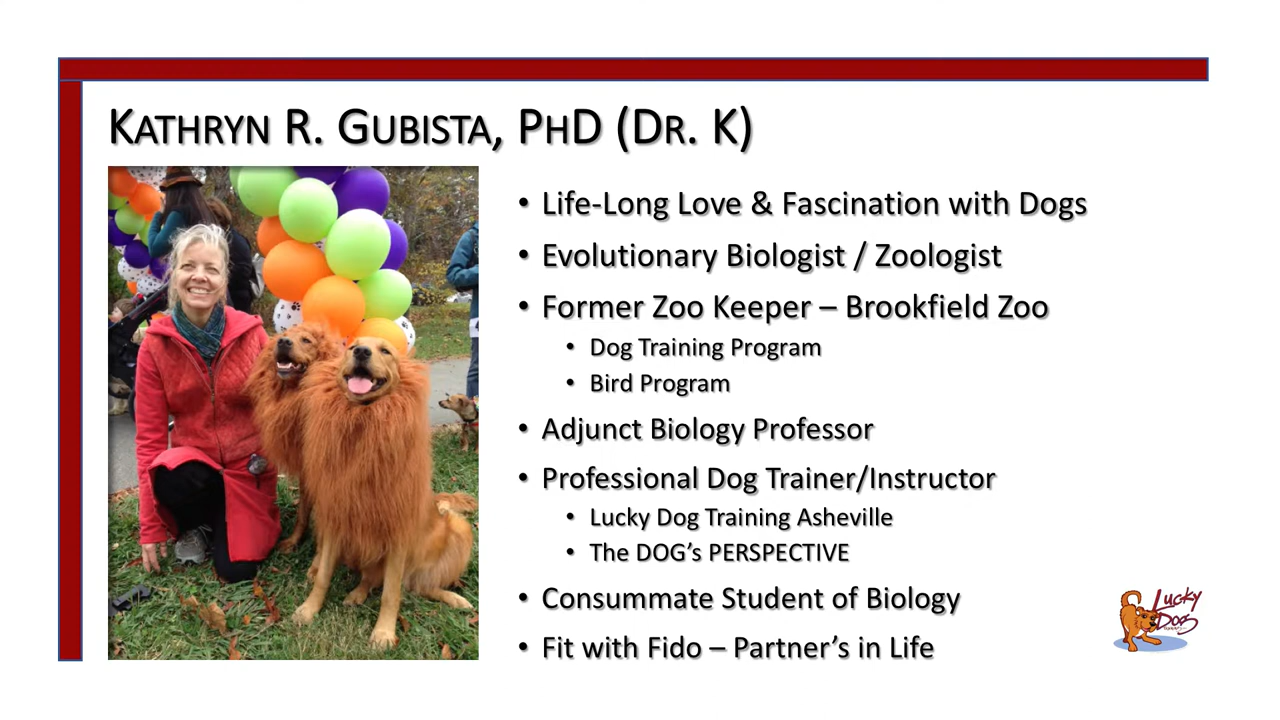 KATHRYN R. GUBISTA, PHD (DR. K)
• Life-Long Love & Fascination with Dogs
• Evolutionary Biologist / Zoologist
• Former Zoo Keeper – Brookfield Zoo
• Dog Training Program
• Bird Program
• Adjunct Biology Professor
• Professional Dog Trainer/Instructor
• Lucky Dog Training Asheville
• The DOG's PERSPECTIVE
• Consummate Student of Biology
• Fit with Fido – Partner's in Life
Lucky
Dog